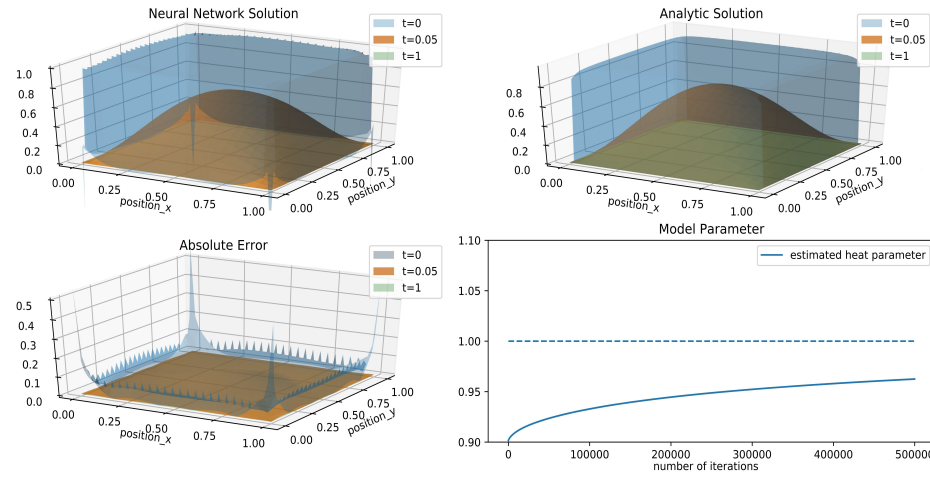 Neural Network Solution
t=0
t=0.05
t=1
1.0
0.8
0.6
0.4
0.2
0.0
0.00
0.25
0.50
0.75
1.00
position_x
0.00
0.25
0.50
0.75
1.00
position_y
Analytic Solution
t=0
t=0.05
t=1
0.8
0.6
0.4
0.2
0.0
0.00
0.25
0.50
0.75
1.00
position_x
0.00
0.25
0.50
0.75
1.00
position_y
Absolute Error
t=0
t=0.05
t=1
0.5
0.4
0.3
0.2
0.1
0.0
0.00
0.25
0.50
0.75
1.00
position_x
0.00
0.25
0.50
0.75
1.00
position_y
Model Parameter
estimated heat parameter
1.10
1.05
1.00
0.95
0.90
0
100000
200000
300000
400000
500000
number of iterations